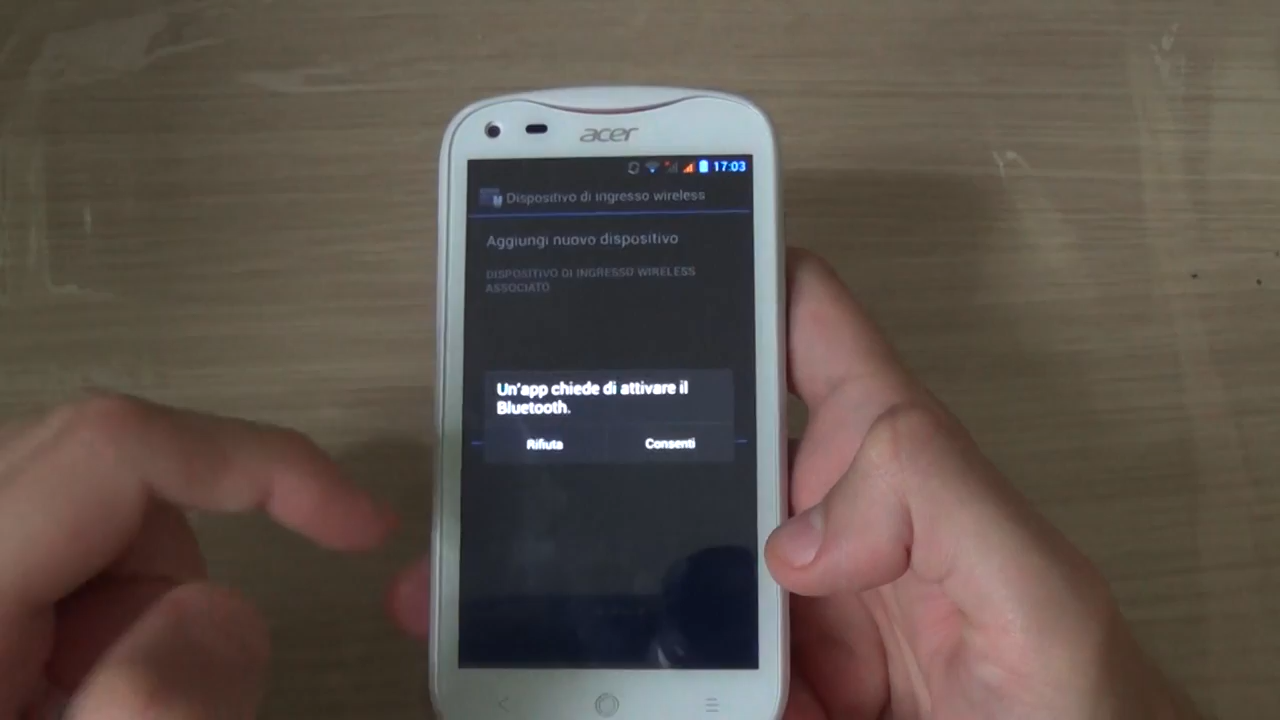 acer
17:03
Dispositivo di ingresso wireless
Aggiungi nuovo dispositivo
DISPOSITIVO DI INGRESSO WIRELESS
ASSOCIATO
Un'app chiede di attivare il
Bluetooth.
Rifiuta Consenti